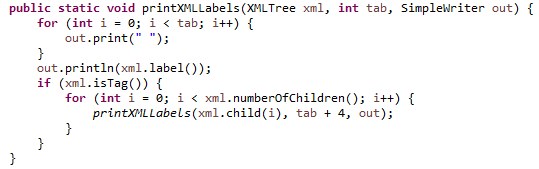 public static void printXMLLabels(XMLTree xml, int tab, SimpleWriter out) {
    for (int i = 0; i < tab; i++) {
        out.print(" ");
    }
    out.println(xml.label());
    if (xml.isTag()) {
        for (int i = 0; i < xml.numberOfChildren(); i++) {
            printXMLLabels(xml.child(i), tab + 4, out);
        }
    }
}